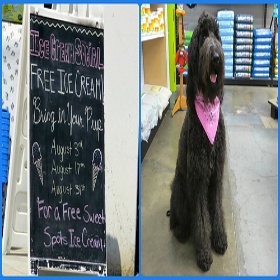 Ice Cream Social
FREE ICE CREAM!
Bring in Your Pups
August 3rd
August 17th
August 31st
For a Free Sweet
Spots Ice Cream!